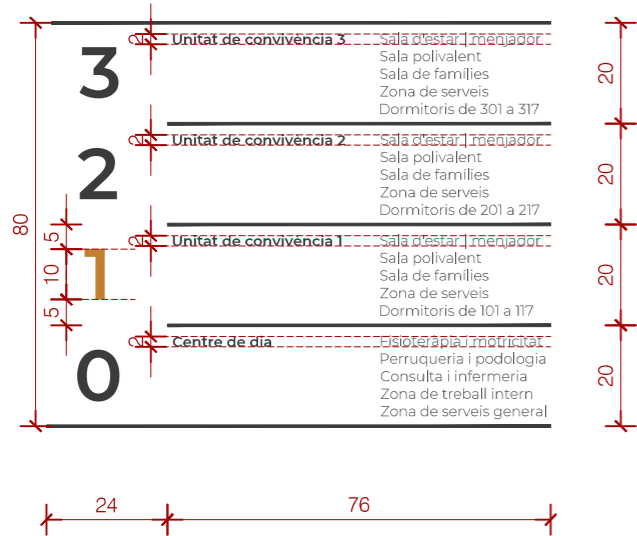 3
2
Unitat de convivència 3
Sala d'estar | menjador
Sala polivalent
Sala de famílies
Zona de serveis
Dormitoris de 301 a 317
20
2
2
Unitat de convivència 2
Sala d'estar | menjador
Sala polivalent
Sala de famílies
Zona de serveis
Dormitoris de 201 a 217
20
80
5
10
5
1
2
Unitat de convivència 1
Sala d'estar | menjador
Sala polivalent
Sala de famílies
Zona de serveis
Dormitoris de 101 a 117
20
0
2
Centre de dia
Fisioteràpia i motricitat
Perruqueria i podologia
Consulta i infermeria
Zona de treball intern
Zona de serveis general
20
24
76